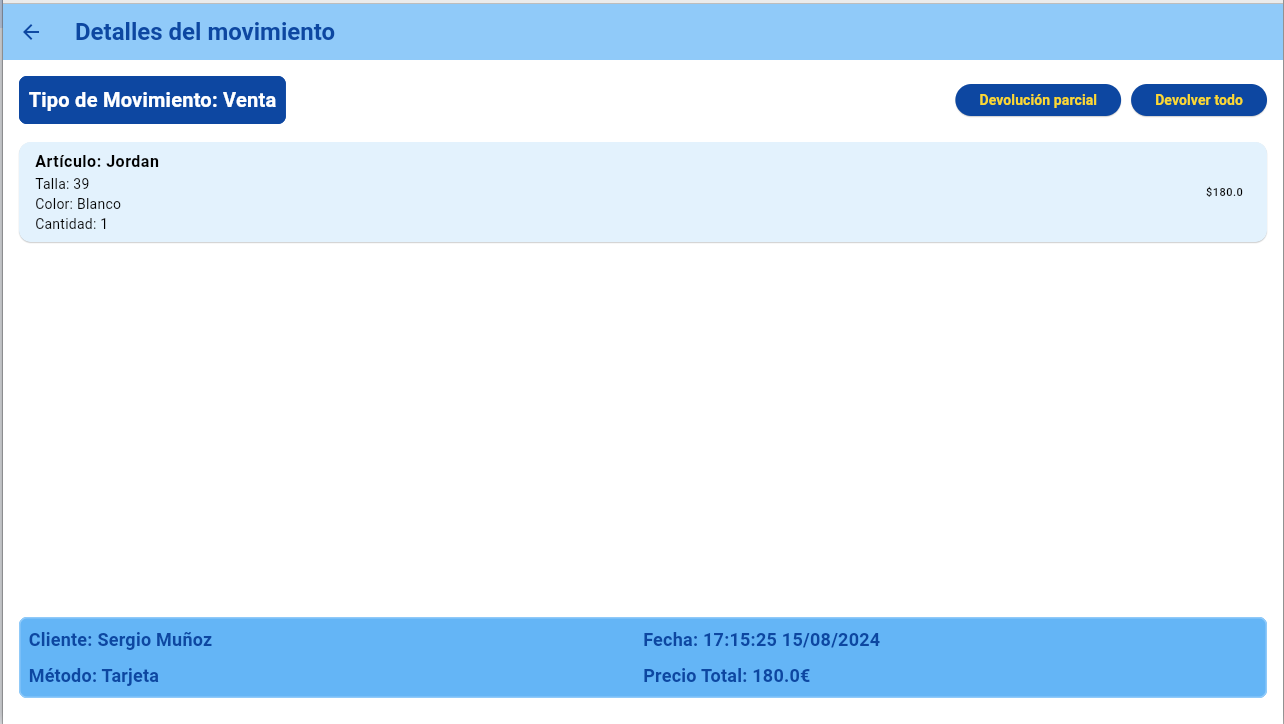 Detalles del movimiento
Tipo de Movimiento: Venta
Devolución parcial
Devolver todo
Artículo: Jordan
Talla: 39
Color: Blanco
Cantidad: 1
$180.0
Cliente: Sergio Muñoz
Fecha: 17:15:25 15/08/2024
Método: Tarjeta
Precio Total: 180.0€